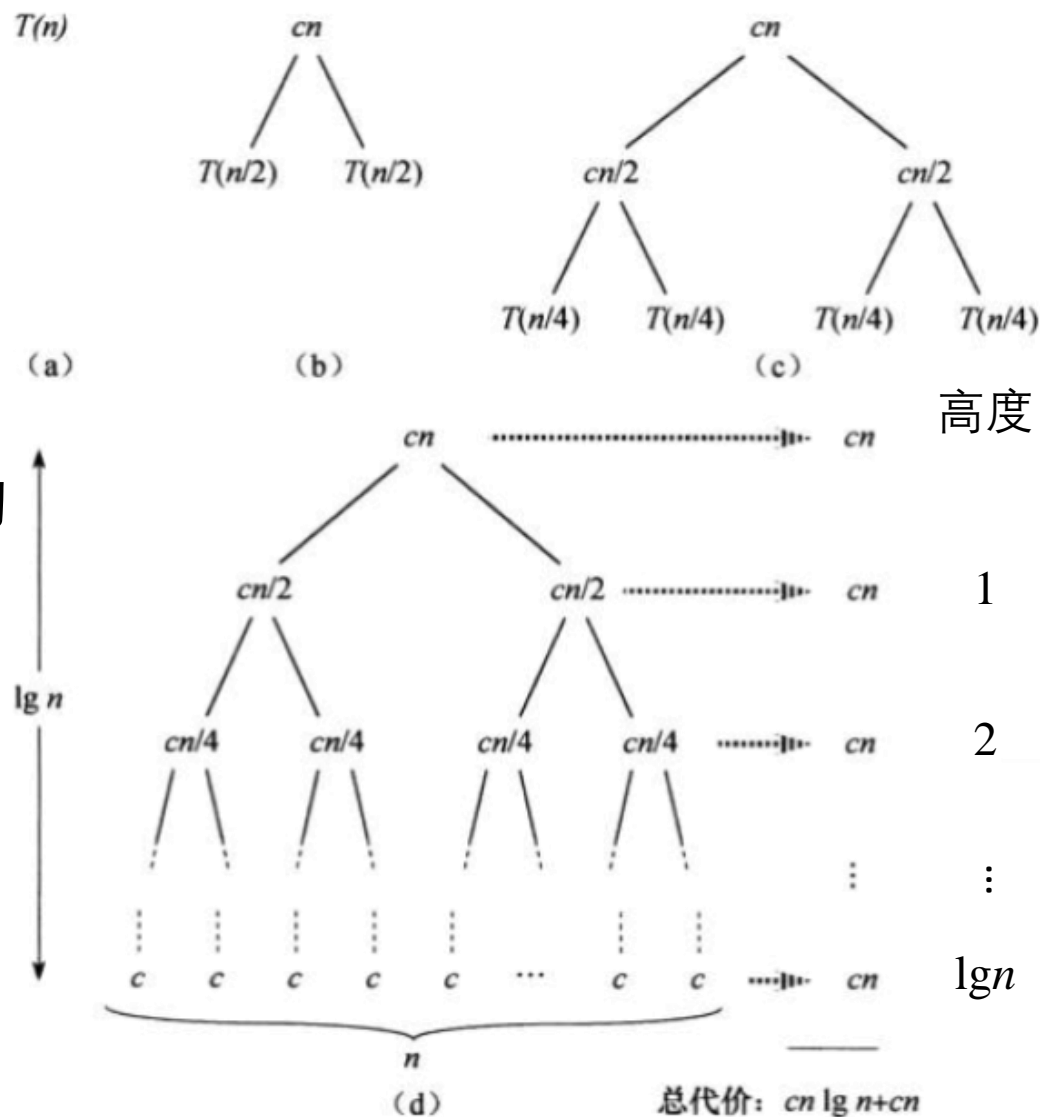 T(n) cn cn
T(n/2) T(n/2) cn/2 cn/2
T(n/4) T(n/4) T(n/4) T(n/4)
(a) (b) (c)
高度
cn cn
cn/2 cn/2 cn 1
lg n
cn/4 cn/4 cn/4 cn/4 cn 2
⋮ ⋮
c c c c c … c c cn lgn
n
(d) 总代价：cn lg n+cn